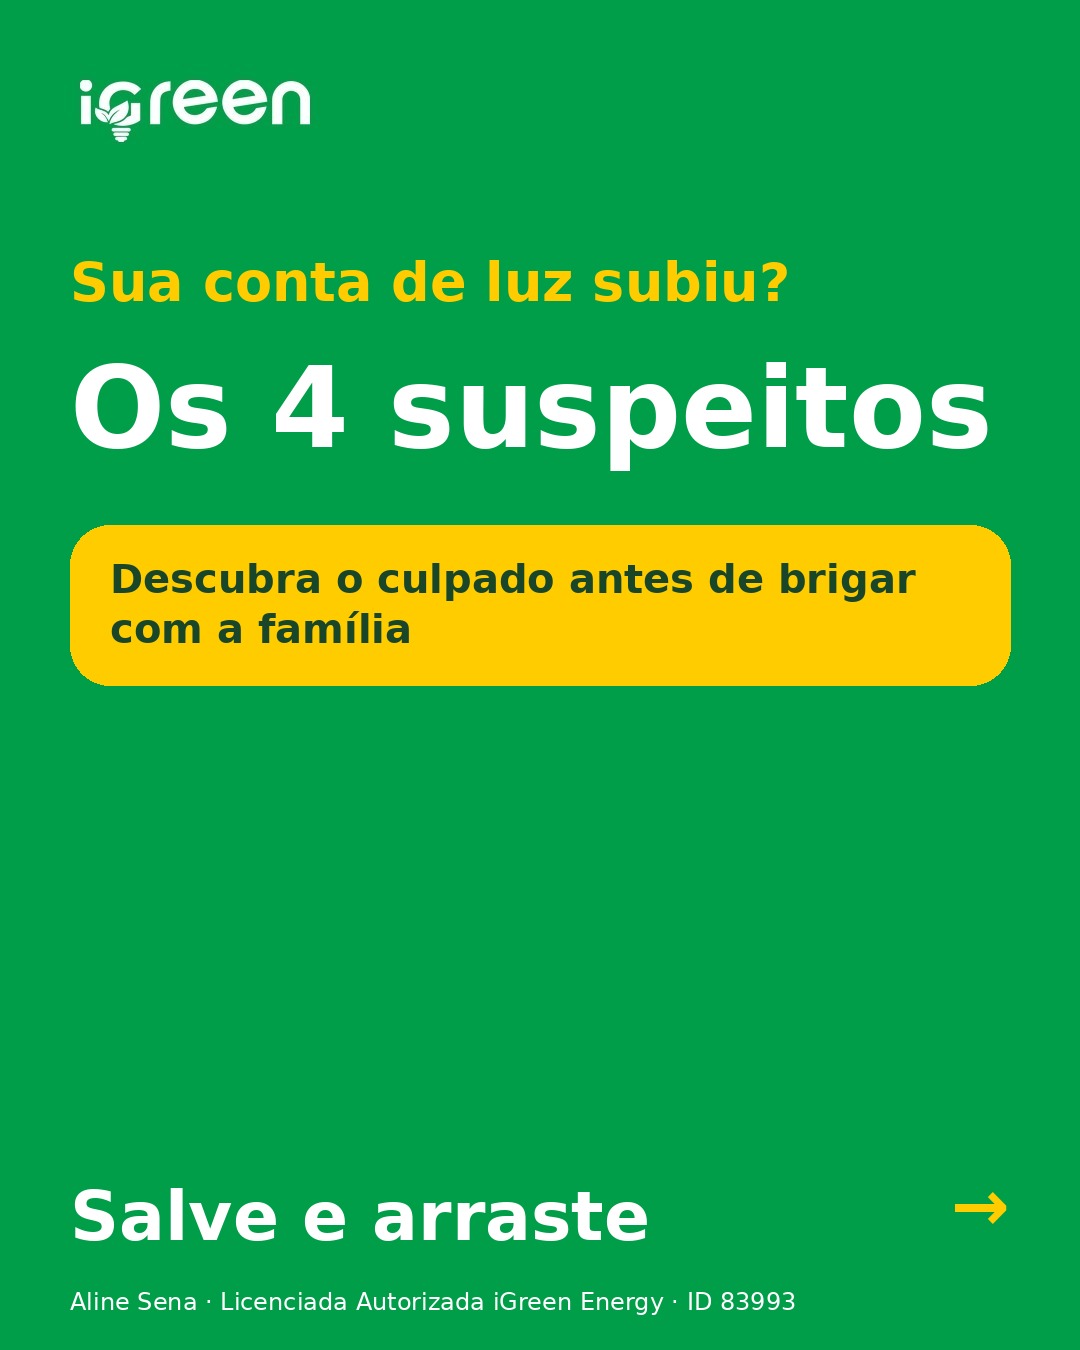 iGreen
Sua conta de luz subiu?
Os 4 suspeitos
Descubra o culpado antes de brigar
com a família
Salve e arraste →
Aline Sena · Licenciada Autorizada iGreen Energy · ID 83993